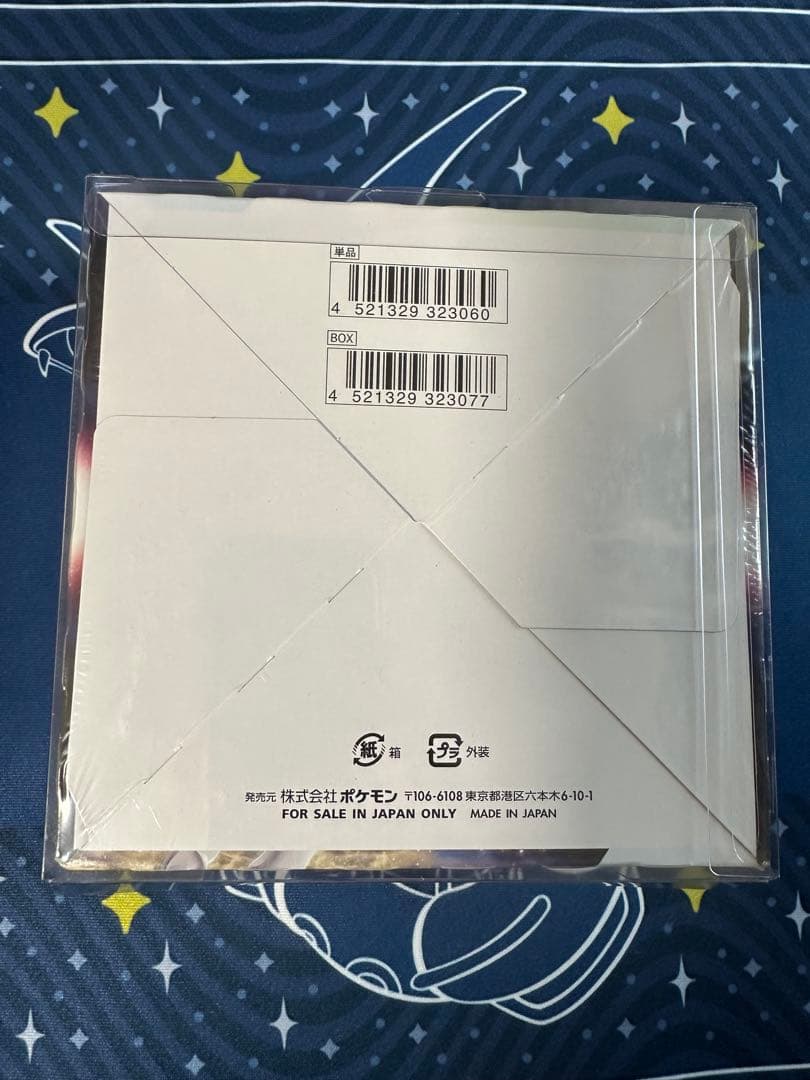 単品
4 521329 323060
BOX
4 521329 323077
紙 箱 プラ 外装
発売元 株式会社 ポケモン 〒106-6108 東京都港区六本木6-10-1
FOR SALE IN JAPAN ONLY MADE IN JAPAN